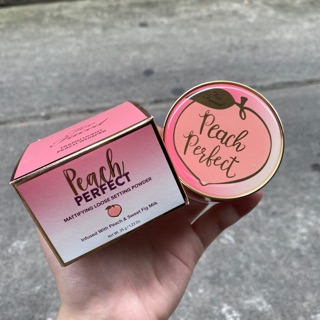 Peach
PERFECT
MATTIFYING LOOSE SETTING POWDER
Infused With Peach & Sweet Fig Milk
Peach
Perfect